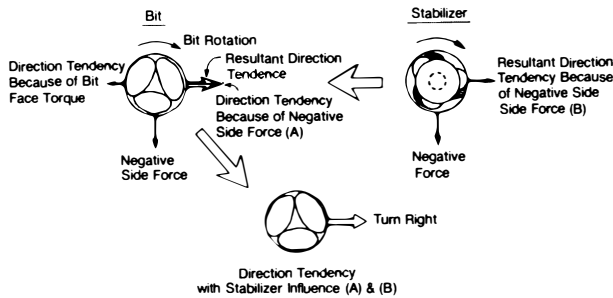 Bit
Bit Rotation
Resultant Direction
Tendence
Direction Tendency
Because of Bit
Face Torque
Direction Tendency
Because of Negative
Side Force (A)
Negative
Side Force
Stabilizer
Resultant Direction
Tendency Because
of Negative Side
Side Force (B)
Negative
Force
Turn Right
Direction Tendency
with Stabilizer Influence (A) & (B)